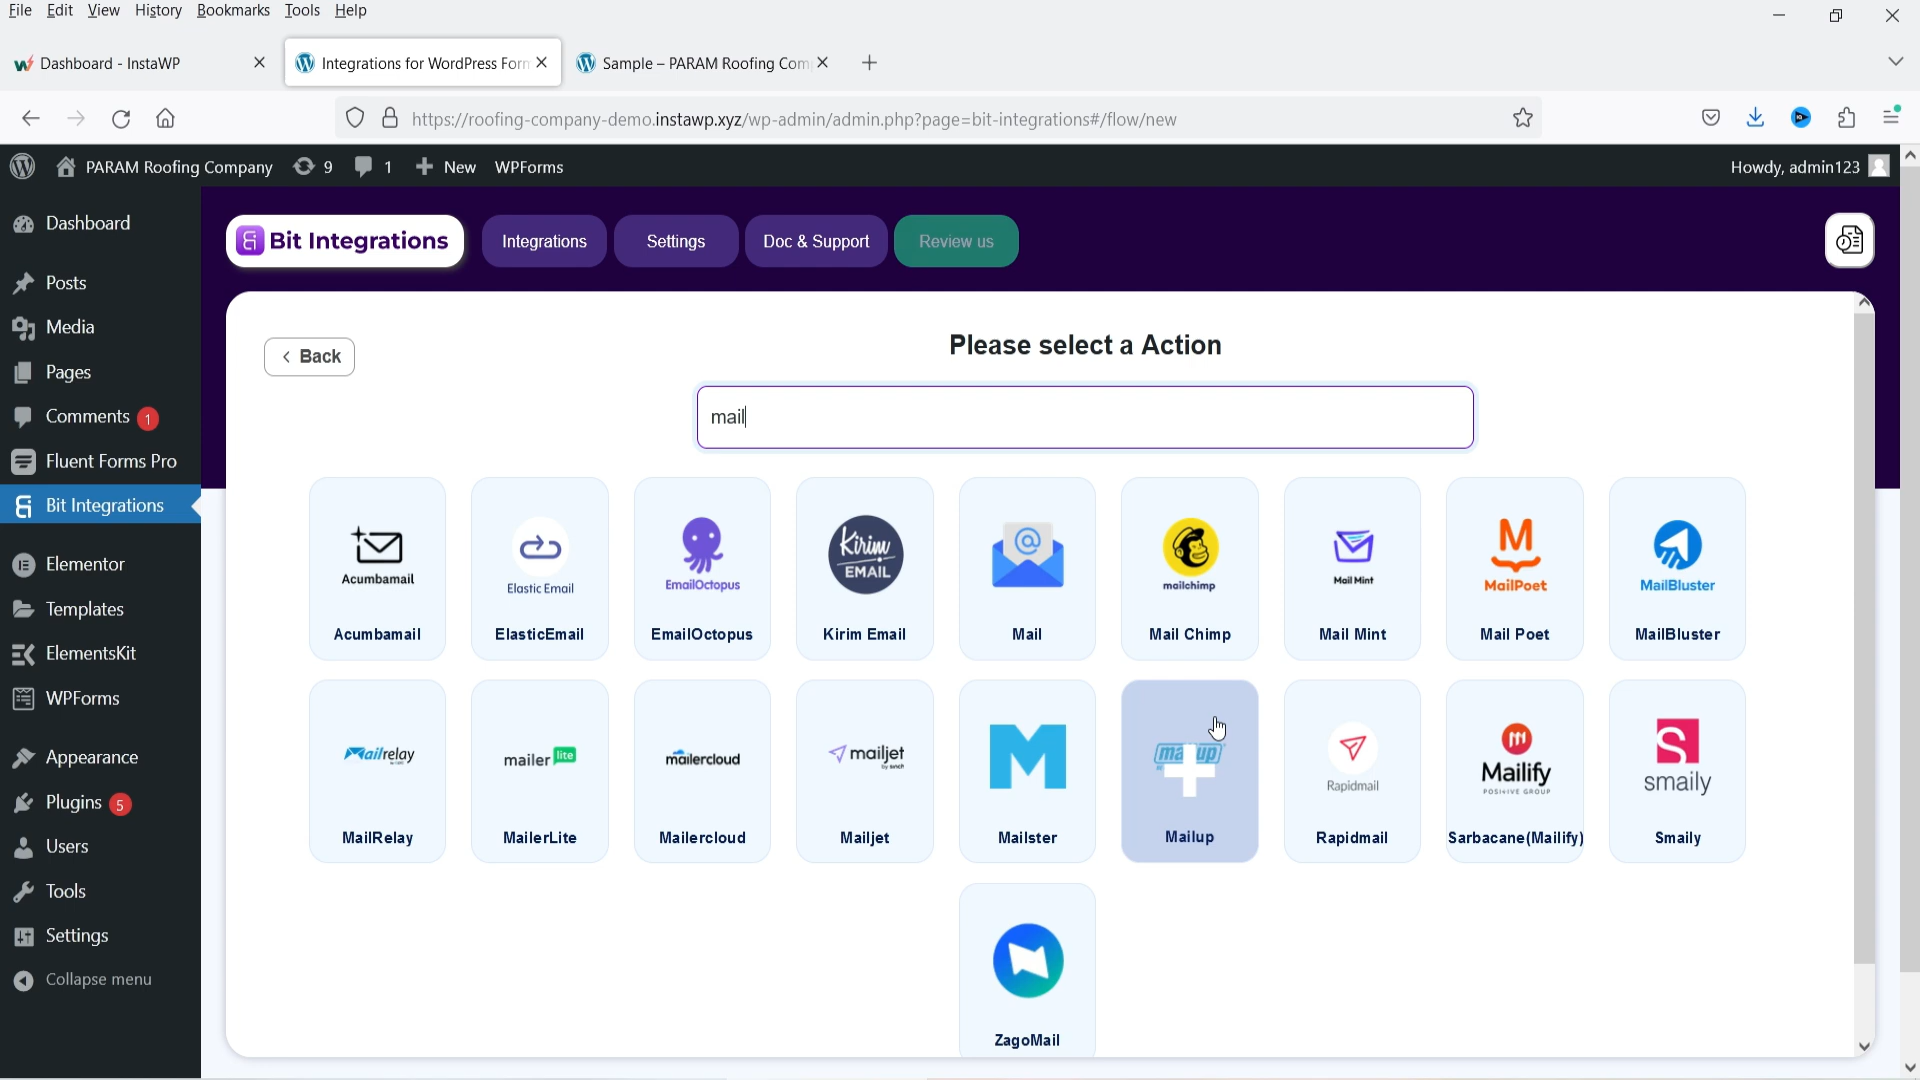 File Edit View History Bookmarks Tools Help
Dashboard - InstaWP
Integrations for WordPress Form
Sample – PARAM Roofing Com
https://roofing-company-demo.instawp.xyz/wp-admin/admin.php?page=bit-integrations#/flow/new
PARAM Roofing Company 9 1 New WPForms
Howdy, admin123
Dashboard
Posts
Media
Pages
Comments 1
Fluent Forms Pro
Bit Integrations
Elementor
Templates
ElementsKit
WPForms
Appearance
Plugins 5
Users
Tools
Settings
Collapse menu
Bit Integrations Integrations Settings Doc & Support Review us
Back
Please select a Action
mail
Acumbamail Elastic Email EmailOctopus Kirim EMAIL mailchimp Mail Mint MailPoet MailBluster
Acumbamail ElasticEmail EmailOctopus Kirim Email Mail Mail Chimp Mail Mint Mail Poet MailBluster
Mailrelay mailer lite mailercloud mailjet mailup Rapidmail Mailify smaily
MailRelay MailerLite Mailercloud Mailjet Mailster Mailup Rapidmail Sarbacane(Mailify) Smaily
ZagoMail